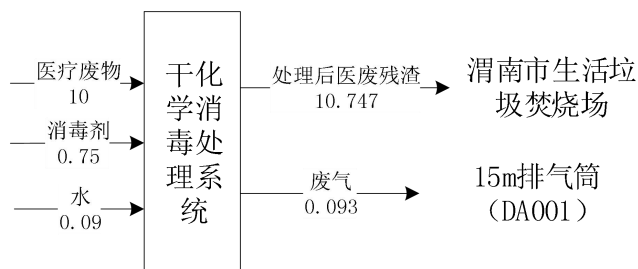 医疗废物
10
消毒剂
0.75
水
0.09
干化
学消
毒处
理系
统
处理后医废残渣
10.747
废气
0.093
渭南市生活垃
圾焚烧场
15m排气筒
（DA001）